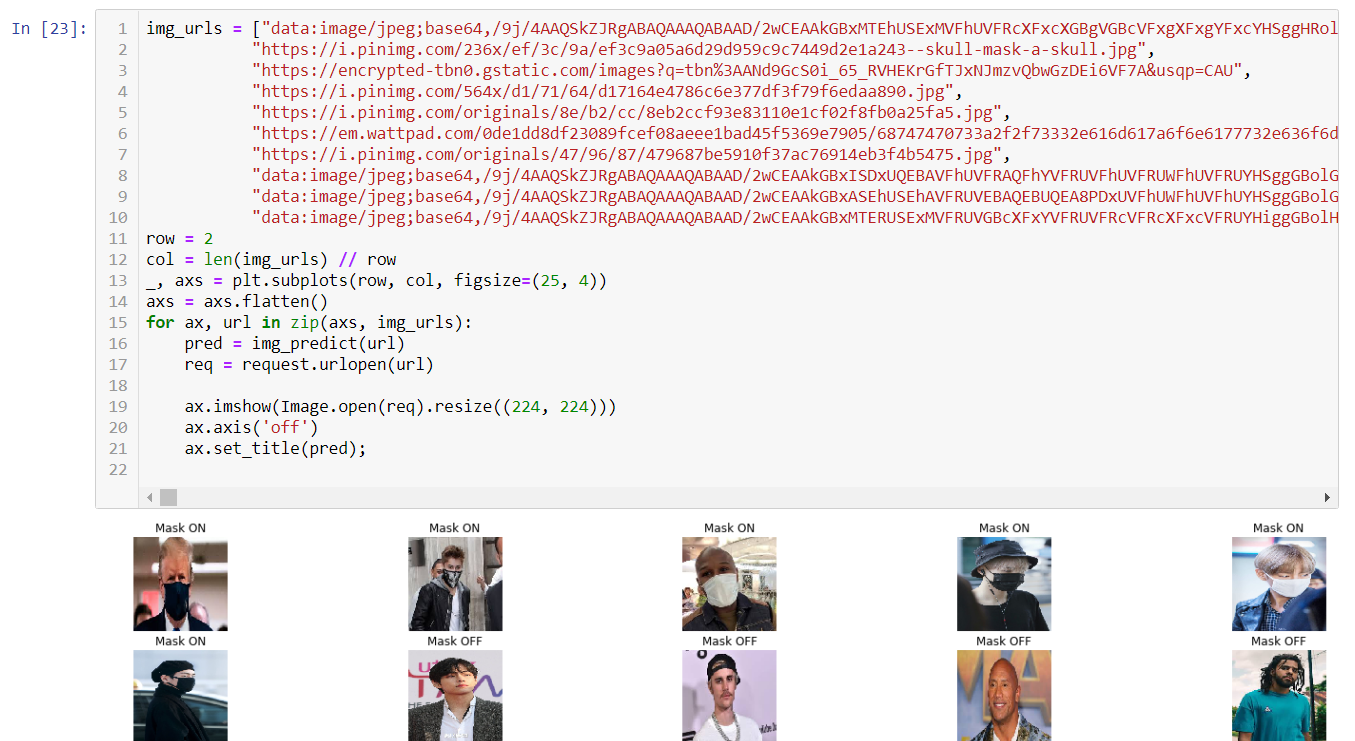 In [23]:
1 img_urls = ["data:image/jpeg;base64,/9j/4AAQSkZJRgABAQAAAQABAAD/2wCEAAkGBxMTEhUSExMVFhUVFRcXFxcXGBgVGBcVFxgXFxgYFxcYHSggHRol
2 "https://i.pinimg.com/236x/ef/3c/9a/ef3c9a05a6d29d959c9c7449d2e1a243--skull-mask-a-skull.jpg",
3 "https://encrypted-tbn0.gstatic.com/images?q=tbn%3AANd9GcS0i_65_RVHEKrGfTJxNJmzvQbwGzDEi6VF7A&usqp=CAU",
4 "https://i.pinimg.com/564x/d1/71/64/d17164e4786c6e377df3f79f6edaa890.jpg",
5 "https://i.pinimg.com/originals/8e/b2/cc/8eb2ccf93e83110e1cf02f8fb0a25fa5.jpg",
6 "https://em.wattpad.com/0de1dd8df23089fcef08aeee1bad45f5369e7905/68747470733a2f2f73332e616d617a6f6e6177732e636f6d
7 "https://i.pinimg.com/originals/47/96/87/479687be5910f37ac76914eb3f4b5475.jpg",
8 "data:image/jpeg;base64,/9j/4AAQSkZJRgABAQAAAQABAAD/2wCEAAkGBxISDxUQEBAVFhUVFRAQFhYVFRUVFhUVFRUWFhUVFRUYHSggGBolG
9 "data:image/jpeg;base64,/9j/4AAQSkZJRgABAQAAAQABAAD/2wCEAAkGBxASEhUSEhAVFRUVEBAQEBUQEA8PDxUVFhUWFhUVFhUYHSggGBolG
10 "data:image/jpeg;base64,/9j/4AAQSkZJRgABAQAAAQABAAD/2wCEAAkGBxMTERUSExMVFRUVGBcXFxYVFRUVFRcVFRcXFxcVFRUYHiggGBolH
11 row = 2
12 col = len(img_urls) // row
13 _, axs = plt.subplots(row, col, figsize=(25, 4))
14 axs = axs.flatten()
15 for ax, url in zip(axs, img_urls):
16 pred = img_predict(url)
17 req = request.urlopen(url)
18
19 ax.imshow(Image.open(req).resize((224, 224)))
20 ax.axis('off')
21 ax.set_title(pred);
22
Mask ON Mask ON Mask ON Mask ON Mask ON
Mask ON Mask OFF Mask OFF Mask OFF Mask OFF